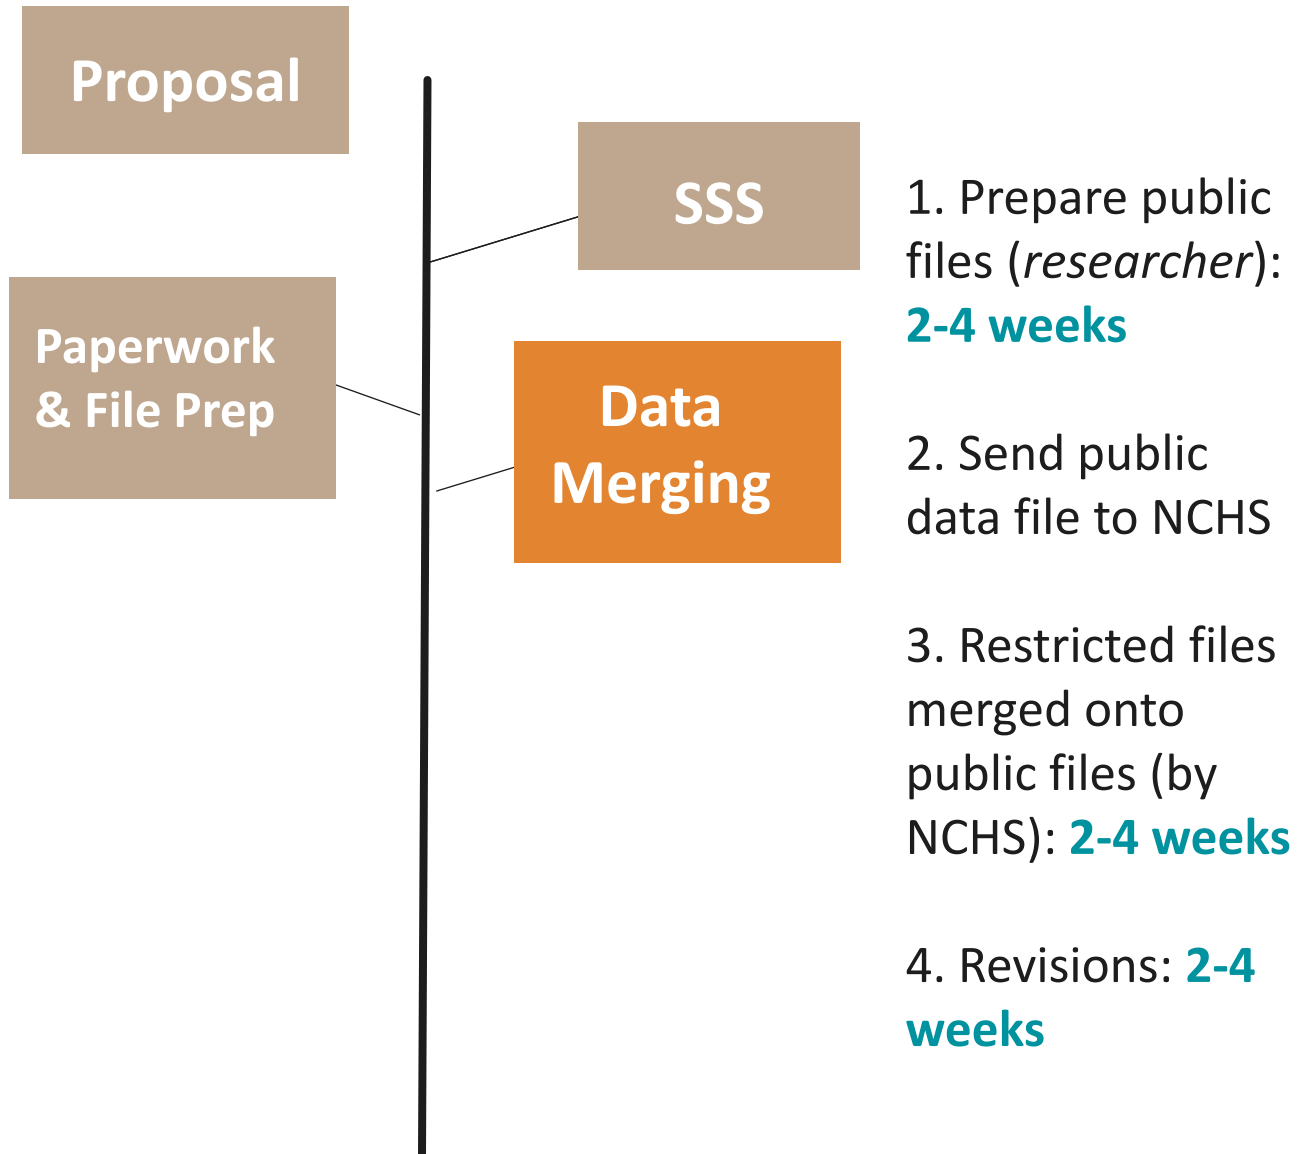 Proposal
SSS
Paperwork
& File Prep
Data
Merging
1. Prepare public
files (researcher):
2-4 weeks
2. Send public
data file to NCHS
3. Restricted files
merged onto
public files (by
NCHS): 2-4 weeks
4. Revisions: 2-4
weeks